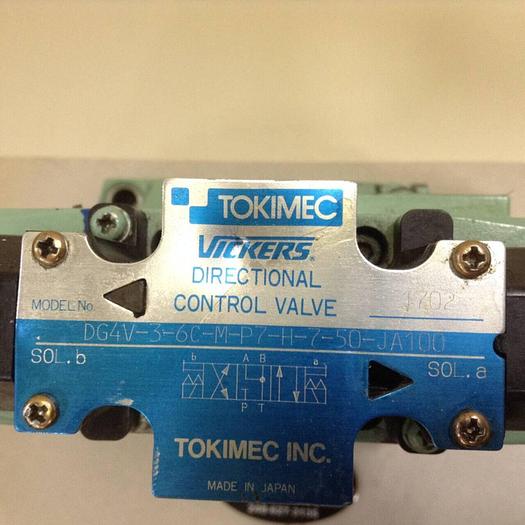 TOKIMEC
VICKERS®
DIRECTIONAL
CONTROL VALVE
MODEL No. 1702
DG4V-3-6C-M-P7-H-7-50-JA100
SOL.b SOL.a
b A B a
P T
TOKIMEC INC.
MADE IN JAPAN